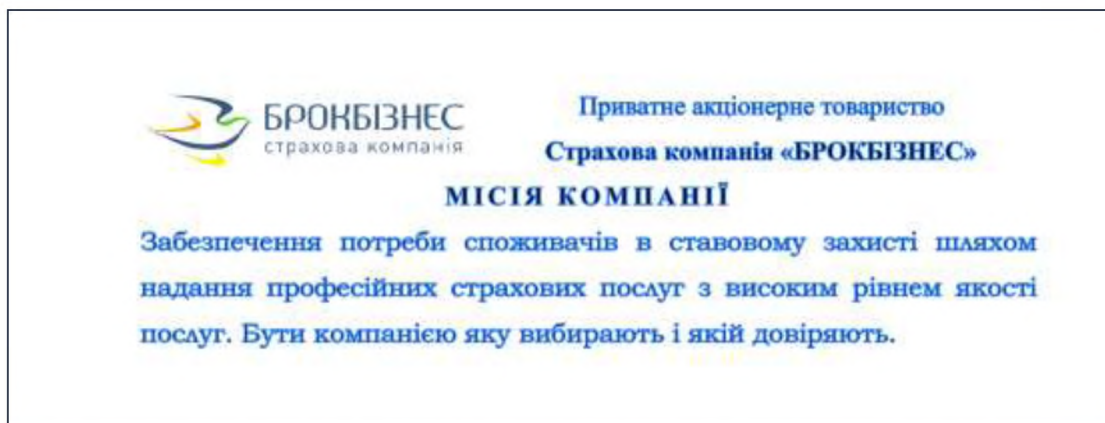 БРОКБІЗНЕС
страхова компанія
Приватне акціонерне товариство
Страхова компанія «БРОКБІЗНЕС»
МІСІЯ КОМПАНІЇ
Забезпечення потреби споживачів в ставовому захисті шляхом
надання професійних страхових послуг з високим рівнем якості
послуг. Бути компанією яку вибирають і якій довіряють.